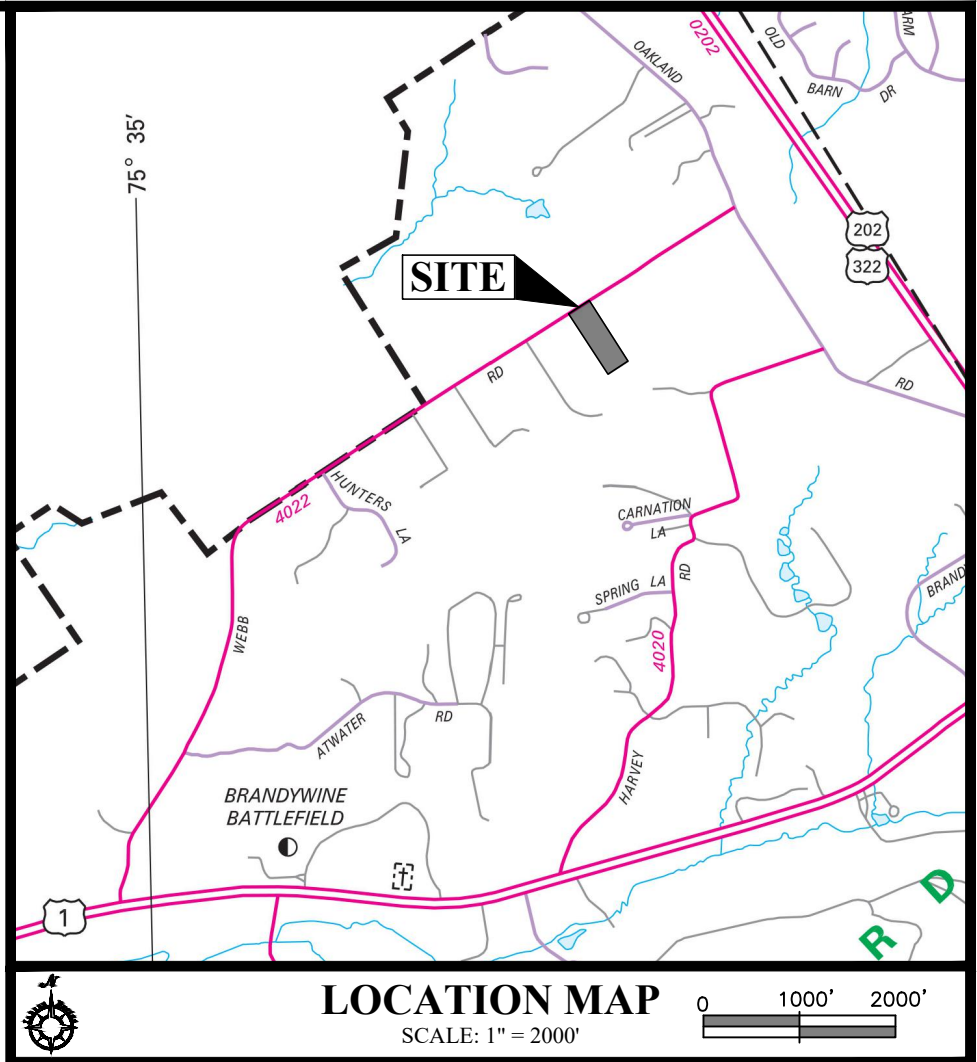 OAKLAND
0202
OLD
BARN
DR
ARM
75° 35'
202
322
SITE
RD
RD
HUNTERS
LA
4022
CARNATION
LA
SPRING LA
RD
BRANDY
WEBB
4020
ATWATER
RD
HARVEY
BRANDYWINE
BATTLEFIELD
1
R D
N
LOCATION MAP
SCALE: 1" = 2000'
0 1000' 2000'